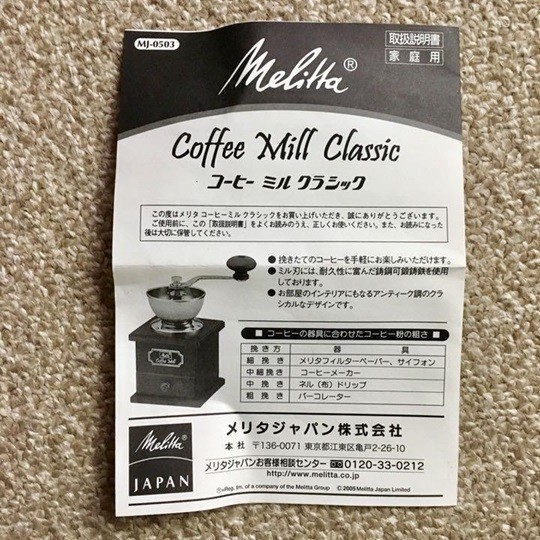 MJ-0503
取扱説明書
家庭用
Melitta®
Coffee Mill Classic
コーヒー ミル クラシック
この度はメリタ コーヒーミル クラシックをお買い上げいただき、誠にありがとうございます。
ご使用前に、この「取扱説明書」をよくお読みのうえ、正しくお使いください。また、お読みになった
後は大切に保管してください。
●挽きたてのコーヒーを手軽にお楽しみいただけます。
●ミル刃には、耐久性に富んだ鋳鋼可鍛鋳鉄を使用
しております。
●お部屋のインテリアにもなるアンティーク調のクラ
シカルなデザインです。
■ コーヒーの器具に合わせたコーヒー粉の粗さ ■
挽き方 器具
細挽き メリタフィルターペーパー、サイフォン
中細挽き コーヒーメーカー
中挽き ネル(布)ドリップ
粗挽き パーコレーター
Melitta
JAPAN
メリタジャパン株式会社
本社 〒136-0071 東京都江東区亀戸2-26-10
メリタジャパンお客様相談センター 0120-33-0212
http://www.melitta.co.jp
®Reg. tm. of a company of the Melitta Group ©2005 Melitta Japan Limited